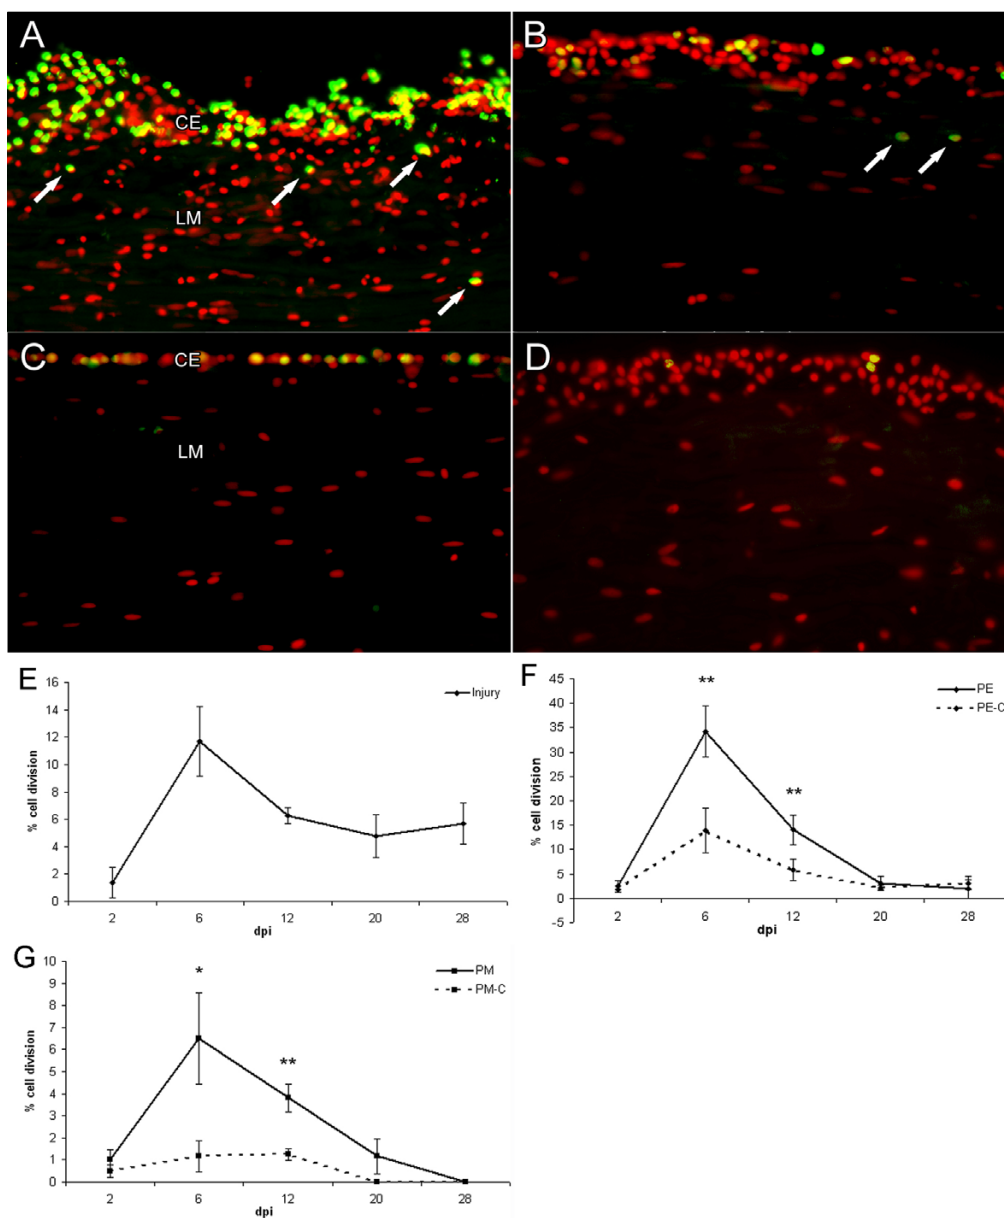 A
B
CE
LM
C
D
CE
LM
E
16
14
12
10
8
6
4
2
0
% cell division
2 6 12 20 28
dpi
Injury
F
45
40
35
30
25
20
15
10
5
0
-5
% cell division
2 6 12 20 28
dpi
**
**
PE
PE-C
G
10
9
8
7
6
5
4
3
2
1
0
% cell division
2 6 12 20 28
dpi
*
**
PM
PM-C